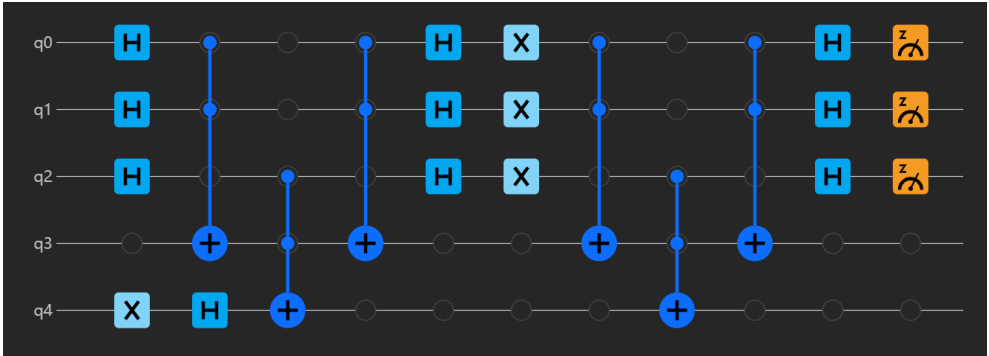 q0 H H X H z
q1 H H X H z
q2 H H X H z
q3
q4 X H